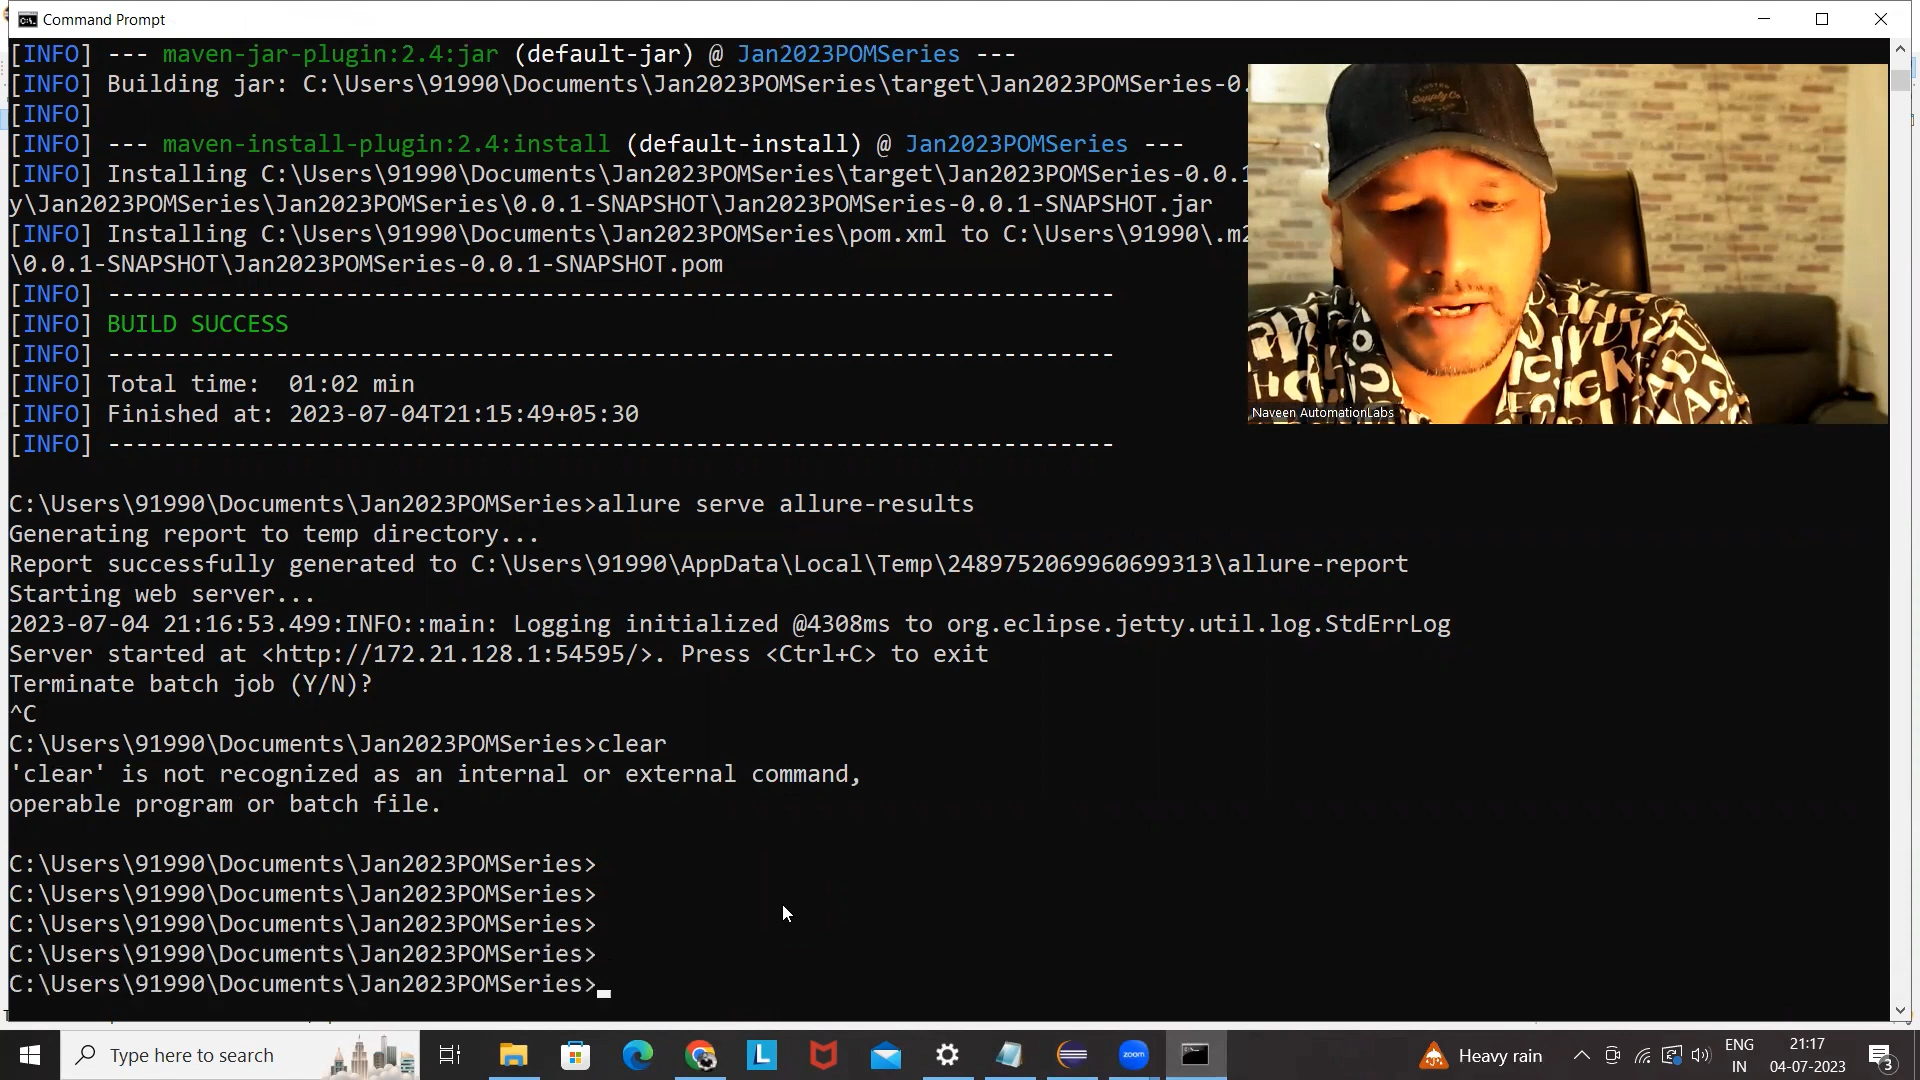 Command Prompt
[INFO] --- maven-jar-plugin:2.4:jar (default-jar) @ Jan2023POMSeries ---
[INFO] Building jar: C:\Users\91990\Documents\Jan2023POMSeries\target\Jan2023POMSeries-0.
[INFO]
[INFO] --- maven-install-plugin:2.4:install (default-install) @ Jan2023POMSeries ---
[INFO] Installing C:\Users\91990\Documents\Jan2023POMSeries\target\Jan2023POMSeries-0.0.1
y\Jan2023POMSeries\Jan2023POMSeries\0.0.1-SNAPSHOT\Jan2023POMSeries-0.0.1-SNAPSHOT.jar
[INFO] Installing C:\Users\91990\Documents\Jan2023POMSeries\pom.xml to C:\Users\91990\.m2
\0.0.1-SNAPSHOT\Jan2023POMSeries-0.0.1-SNAPSHOT.pom
[INFO] ------------------------------------------------------------------------
[INFO] BUILD SUCCESS
[INFO] ------------------------------------------------------------------------
[INFO] Total time:  01:02 min
[INFO] Finished at: 2023-07-04T21:15:49+05:30
[INFO] ------------------------------------------------------------------------
Supply Co
Naveen AutomationLabs
C:\Users\91990\Documents\Jan2023POMSeries>allure serve allure-results
Generating report to temp directory...
Report successfully generated to C:\Users\91990\AppData\Local\Temp\2489752069960699313\allure-report
Starting web server...
2023-07-04 21:16:53.499:INFO::main: Logging initialized @4308ms to org.eclipse.jetty.util.log.StdErrLog
Server started at <http://172.21.128.1:54595/>. Press <Ctrl+C> to exit
Terminate batch job (Y/N)?
^C
C:\Users\91990\Documents\Jan2023POMSeries>clear
'clear' is not recognized as an internal or external command,
operable program or batch file.
C:\Users\91990\Documents\Jan2023POMSeries>
C:\Users\91990\Documents\Jan2023POMSeries>
C:\Users\91990\Documents\Jan2023POMSeries>
C:\Users\91990\Documents\Jan2023POMSeries>
C:\Users\91990\Documents\Jan2023POMSeries>
Type here to search
L
zoom
Heavy rain
ENG
IN
21:17
04-07-2023
3